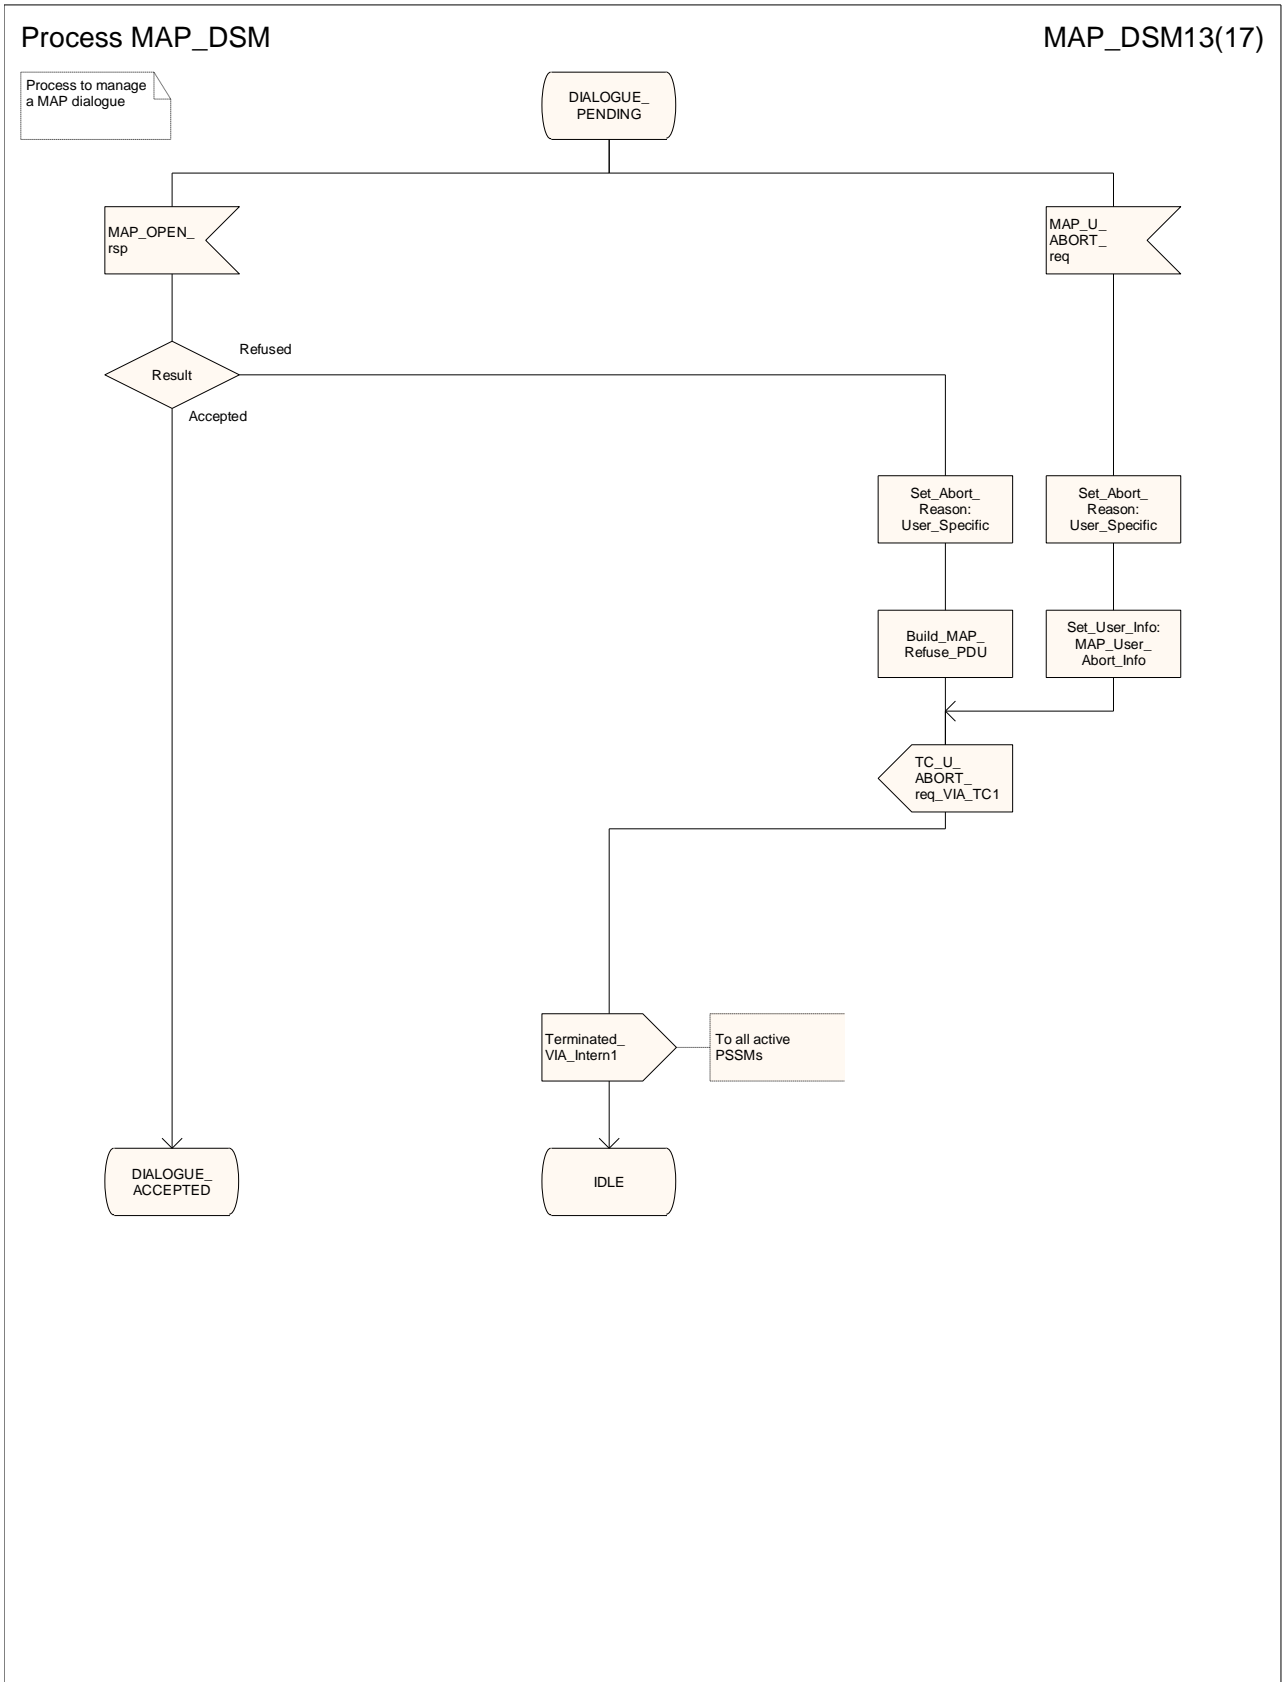 Process MAP_DSM
MAP_DSM13(17)
Process to manage
a MAP dialogue
DIALOGUE_
PENDING
MAP_OPEN_
rsp
MAP_U_
ABORT_
req
Result
Refused
Accepted
Set_Abort_
Reason:
User_Specific
Set_Abort_
Reason:
User_Specific
Build_MAP_
Refuse_PDU
Set_User_Info:
MAP_User_
Abort_Info
TC_U_
ABORT_
req_VIA_TC1
Terminated_
VIA_Intern1
To all active
PSSMs
DIALOGUE_
ACCEPTED
IDLE